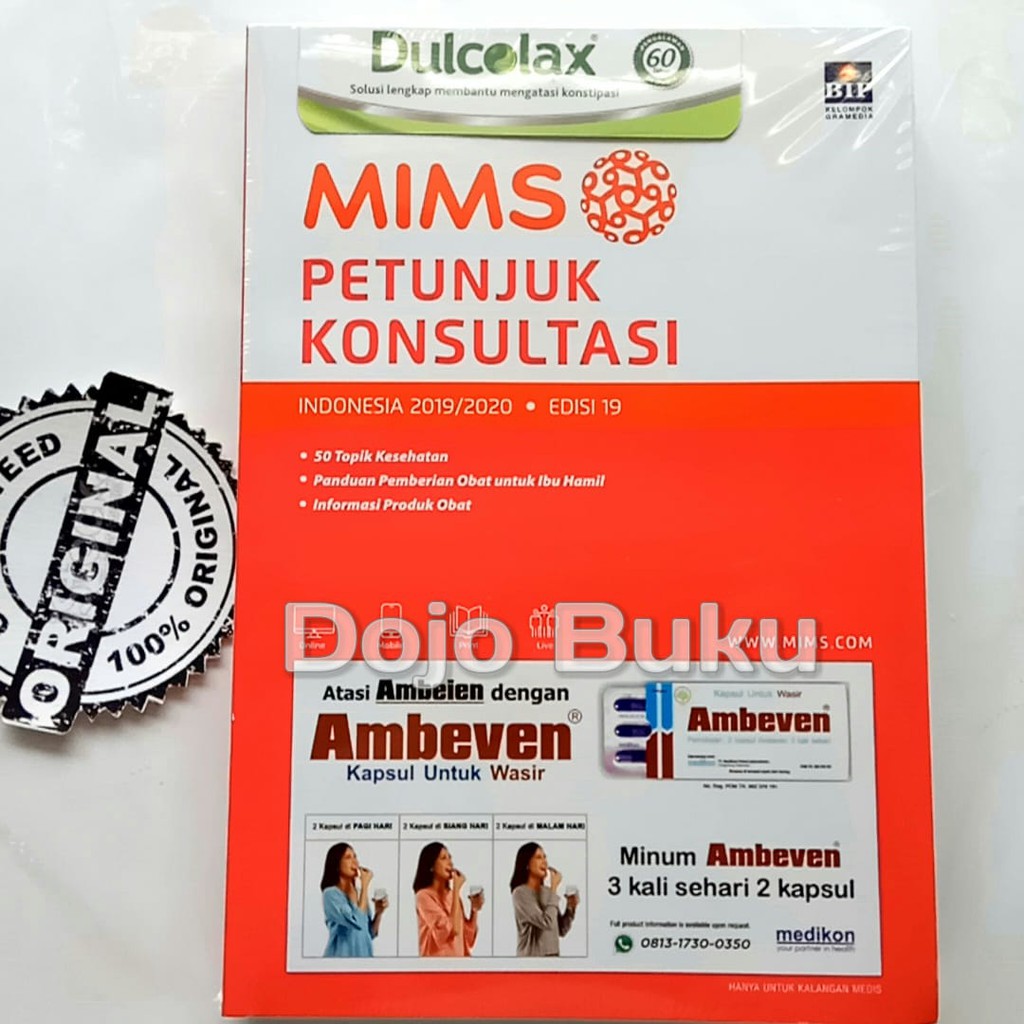 Dulcolax
PENGALAMAN
60
Solusi lengkap membantu mengatasi konstipasi
BIP
KELOMPOK
GRAMEDIA
MIMS
PETUNJUK
KONSULTASI
INDONESIA 2019/2020 • EDISI 19
• 50 Topik Kesehatan
• Panduan Pemberian Obat untuk Ibu Hamil
• Informasi Produk Obat
TEED
ORIGINAL
ORIGINAL
100%
Online
Mobile
Print
Live
WWW.MIMS.COM
Dojo Buku
Atasi Ambeien dengan
Ambeven®
Kapsul Untuk Wasir
Kapsul Untuk Wasir
Ambeven®
medikon
2 Kapsul di PAGI HARI
2 Kapsul di SIANG HARI
2 Kapsul di MALAM HARI
Minum Ambeven®
3 kali sehari 2 kapsul
Full product information is available upon request.
0813-1730-0350
medikon
your partner in health
HANYA UNTUK KALANGAN MEDIS